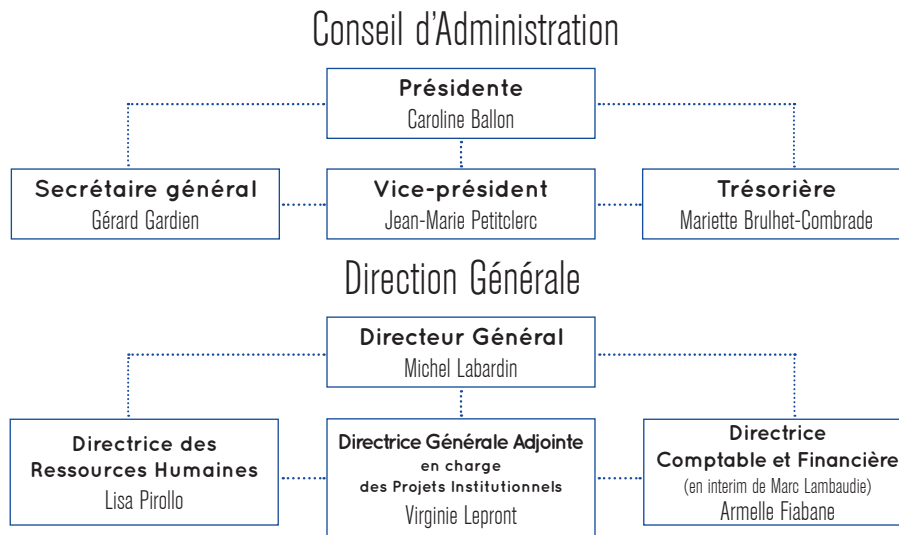 Conseil d'Administration
Présidente
Caroline Ballon
Secrétaire général
Gérard Gardien
Vice-président
Jean-Marie Petitclerc
Trésorière
Mariette Brulhet-Combrade
Direction Générale
Directeur Général
Michel Labardin
Directrice des
Ressources Humaines
Lisa Pirollo
Directrice Générale Adjointe
en charge
des Projets Institutionnels
Virginie Lepront
Directrice
Comptable et Financière
(en interim de Marc Lambaudie)
Armelle Fiabane